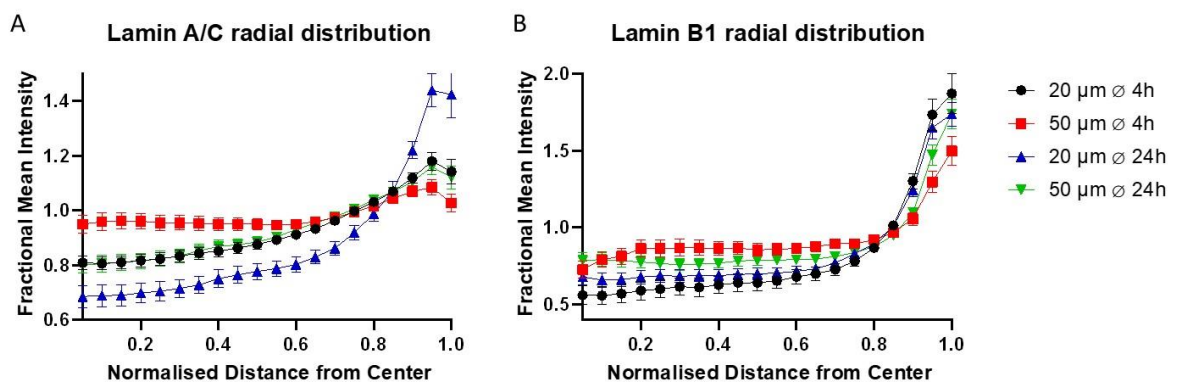 A
Lamin A/C radial distribution
Fractional Mean Intensity
1.4
1.2
1.0
0.8
0.6
0.2
0.4
0.6
0.8
1.0
Normalised Distance from Center
B
Lamin B1 radial distribution
Fractional Mean Intensity
2.0
1.5
1.0
0.5
0.2
0.4
0.6
0.8
1.0
Normalised Distance from Center
20 µm ⌀ 4h
50 µm ⌀ 4h
20 µm ⌀ 24h
50 µm ⌀ 24h